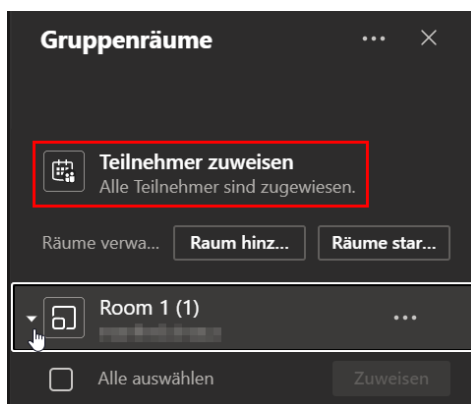 Gruppenräume
Teilnehmer zuweisen
Alle Teilnehmer sind zugewiesen.
Räume verwa... Raum hinz... Räume star...
Room 1 (1)
Alle auswählen Zuweisen